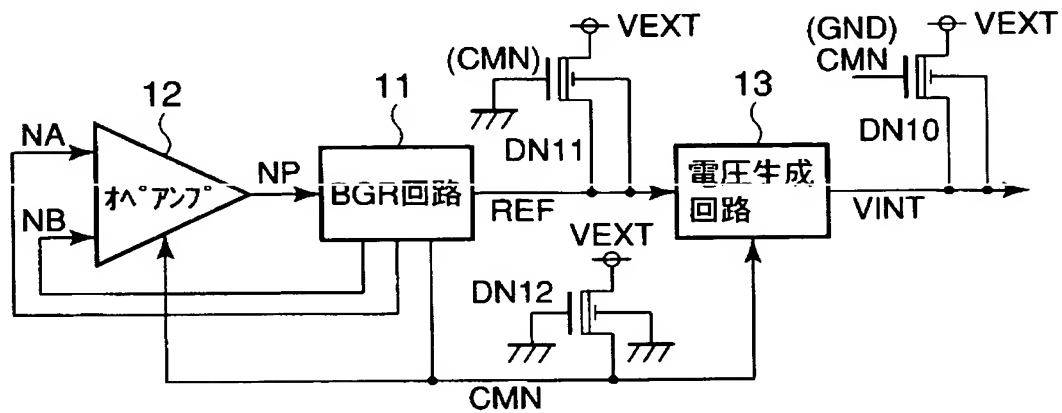 VEXT
(GND)
CMN
VEXT
(CMN)
12
11
13
NA
NP
DN11
DN10
オペアンプ
BGR回路
REF
電圧生成
回路
VINT
NB
VEXT
DN12
CMN